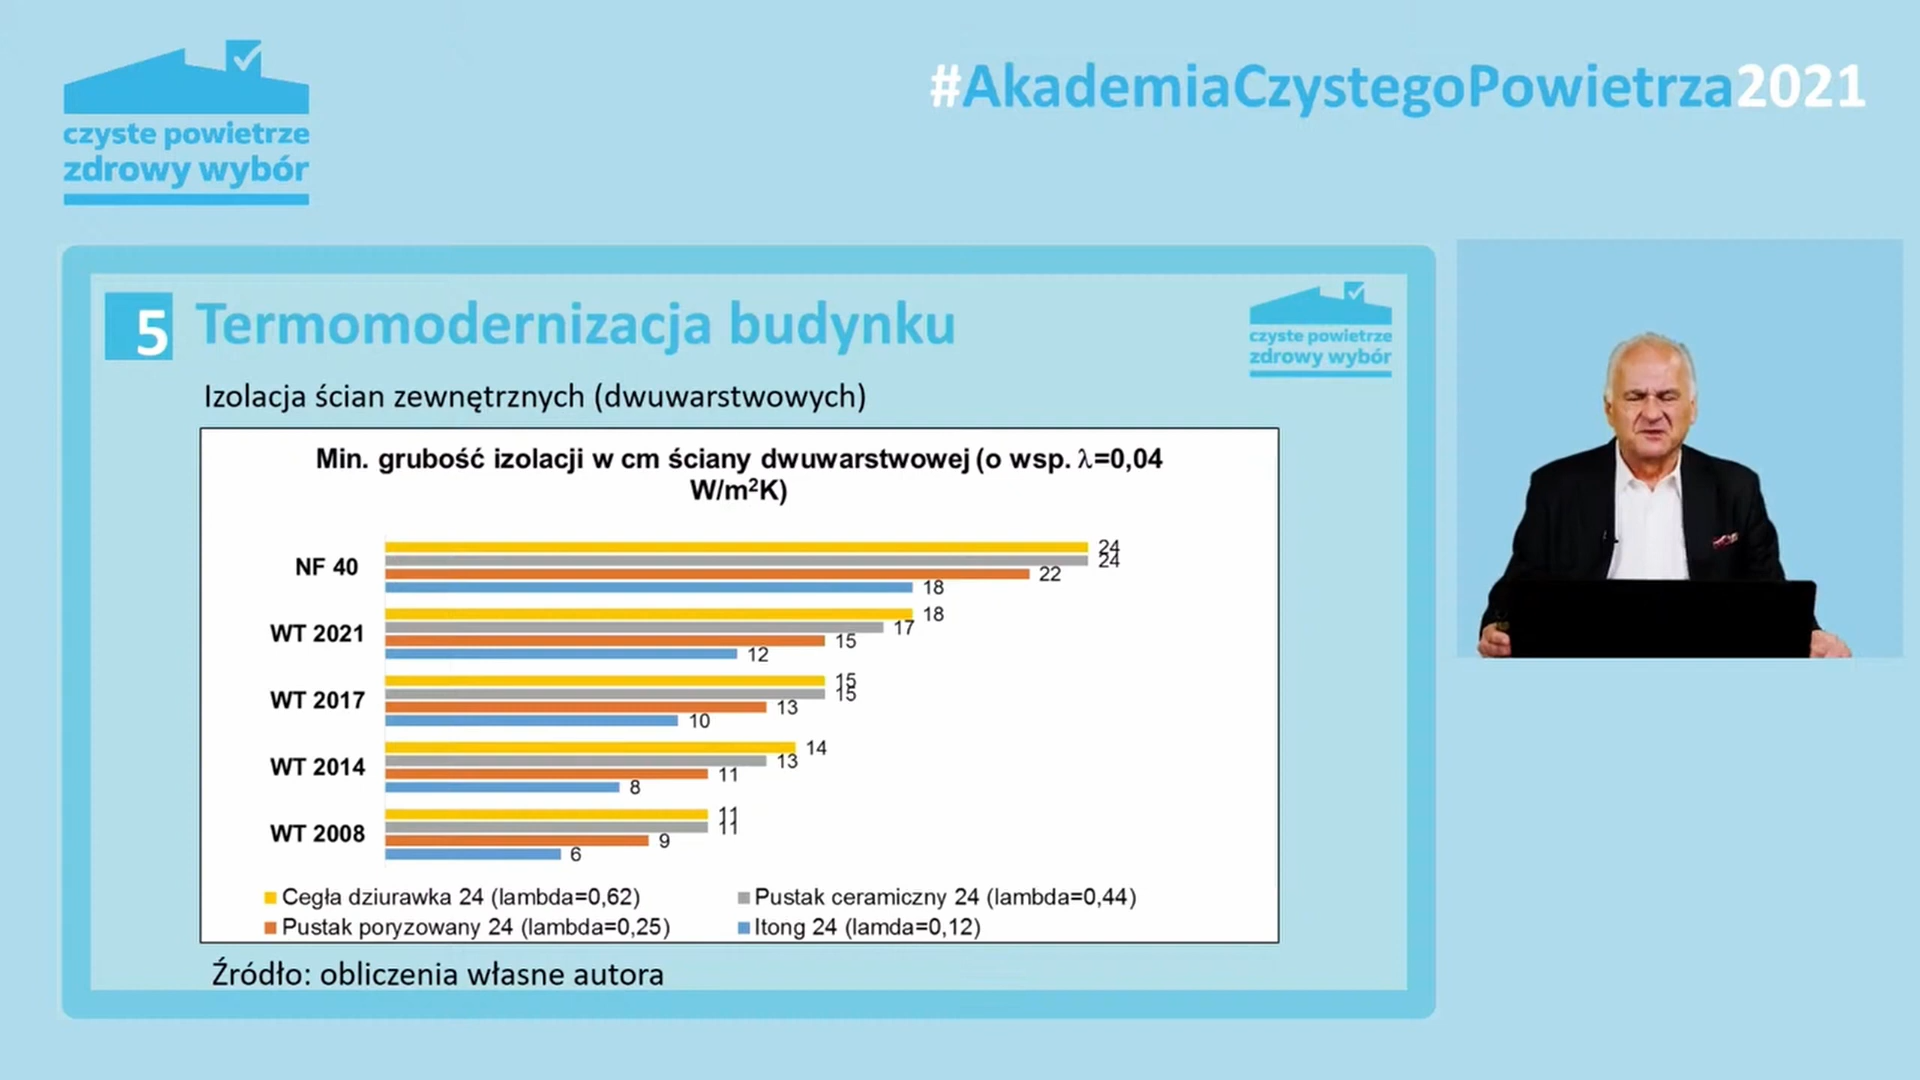 czyste powietrze
zdrowy wybór
#AkademiaCzystegoPowietrza2021
5 Termomodernizacja budynku
czyste powietrze
zdrowy wybór
Izolacja ścian zewnętrznych (dwuwarstwowych)
Min. grubość izolacji w cm ściany dwuwarstwowej (o wsp. λ=0,04
W/m²K)
24
24
NF 40
22
18
18
17
WT 2021
15
12
15
15
WT 2017
13
10
14
13
WT 2014
11
8
11
11
WT 2008
9
6
Cegła dziurawka 24 (lambda=0,62)
Pustak ceramiczny 24 (lambda=0,44)
Pustak poryzowany 24 (lambda=0,25)
Itong 24 (lamda=0,12)
Źródło: obliczenia własne autora